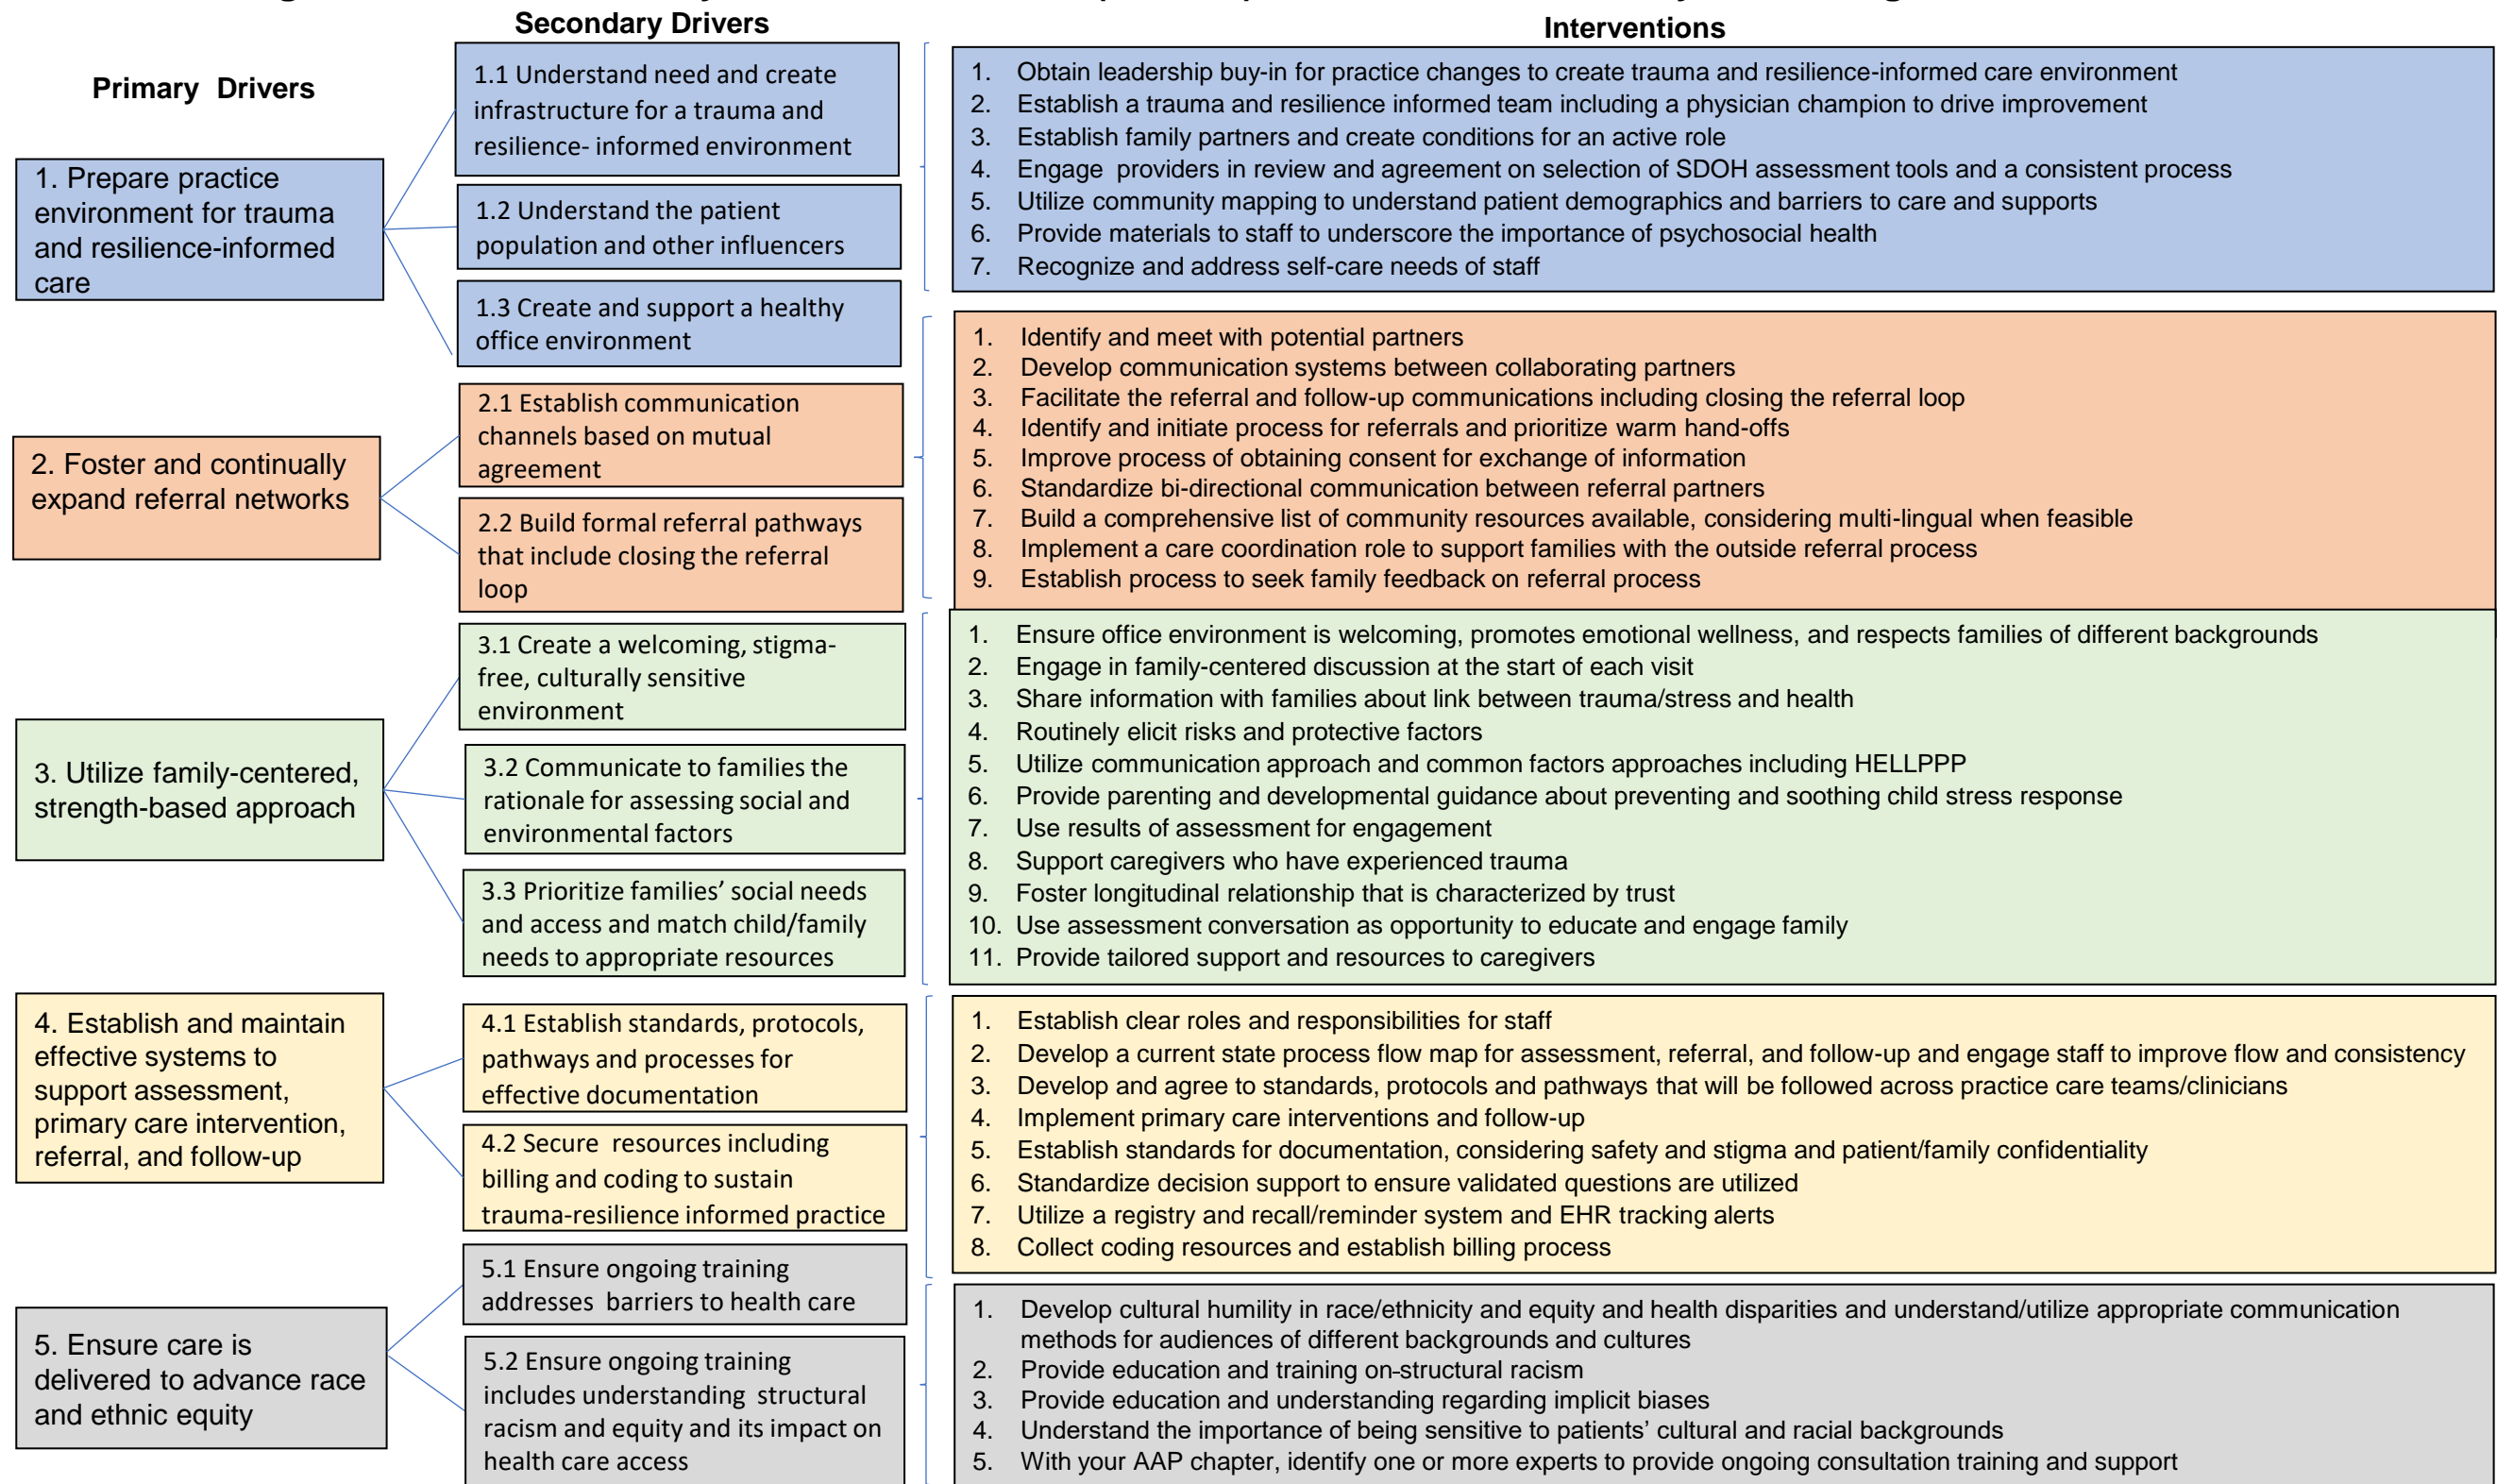 Secondary Drivers
Interventions
Primary Drivers
1. Prepare practice
environment for trauma
and resilience-informed
care
1.1 Understand need and create
infrastructure for a trauma and
resilience- informed environment
1.2 Understand the patient
population and other influencers
1.3 Create and support a healthy
office environment
1. Obtain leadership buy-in for practice changes to create trauma and resilience-informed care environment
2. Establish a trauma and resilience informed team including a physician champion to drive improvement
3. Establish family partners and create conditions for an active role
4. Engage providers in review and agreement on selection of SDOH assessment tools and a consistent process
5. Utilize community mapping to understand patient demographics and barriers to care and supports
6. Provide materials to staff to underscore the importance of psychosocial health
7. Recognize and address self-care needs of staff
2. Foster and continually
expand referral networks
2.1 Establish communication
channels based on mutual
agreement
2.2 Build formal referral pathways
that include closing the referral
loop
1. Identify and meet with potential partners
2. Develop communication systems between collaborating partners
3. Facilitate the referral and follow-up communications including closing the referral loop
4. Identify and initiate process for referrals and prioritize warm hand-offs
5. Improve process of obtaining consent for exchange of information
6. Standardize bi-directional communication between referral partners
7. Build a comprehensive list of community resources available, considering multi-lingual when feasible
8. Implement a care coordination role to support families with the outside referral process
9. Establish process to seek family feedback on referral process
3. Utilize family-centered,
strength-based approach
3.1 Create a welcoming, stigma-
free, culturally sensitive
environment
3.2 Communicate to families the
rationale for assessing social and
environmental factors
3.3 Prioritize families’ social needs
and access and match child/family
needs to appropriate resources
1. Ensure office environment is welcoming, promotes emotional wellness, and respects families of different backgrounds
2. Engage in family-centered discussion at the start of each visit
3. Share information with families about link between trauma/stress and health
4. Routinely elicit risks and protective factors
5. Utilize communication approach and common factors approaches including HELLPPP
6. Provide parenting and developmental guidance about preventing and soothing child stress response
7. Use results of assessment for engagement
8. Support caregivers who have experienced trauma
9. Foster longitudinal relationship that is characterized by trust
10. Use assessment conversation as opportunity to educate and engage family
11. Provide tailored support and resources to caregivers
4. Establish and maintain
effective systems to
support assessment,
primary care intervention,
referral, and follow-up
4.1 Establish standards, protocols,
pathways and processes for
effective documentation
4.2 Secure resources including
billing and coding to sustain
trauma-resilience informed practice
1. Establish clear roles and responsibilities for staff
2. Develop a current state process flow map for assessment, referral, and follow-up and engage staff to improve flow and consistency
3. Develop and agree to standards, protocols and pathways that will be followed across practice care teams/clinicians
4. Implement primary care interventions and follow-up
5. Establish standards for documentation, considering safety and stigma and patient/family confidentiality
6. Standardize decision support to ensure validated questions are utilized
7. Utilize a registry and recall/reminder system and EHR tracking alerts
8. Collect coding resources and establish billing process
5. Ensure care is
delivered to advance race
and ethnic equity
5.1 Ensure ongoing training
addresses barriers to health care
5.2 Ensure ongoing training
includes understanding structural
racism and equity and its impact on
health care access
1. Develop cultural humility in race/ethnicity and equity and health disparities and understand/utilize appropriate communication
methods for audiences of different backgrounds and cultures
2. Provide education and training on-structural racism
3. Provide education and understanding regarding implicit biases
4. Understand the importance of being sensitive to patients’ cultural and racial backgrounds
5. With your AAP chapter, identify one or more experts to provide ongoing consultation training and support